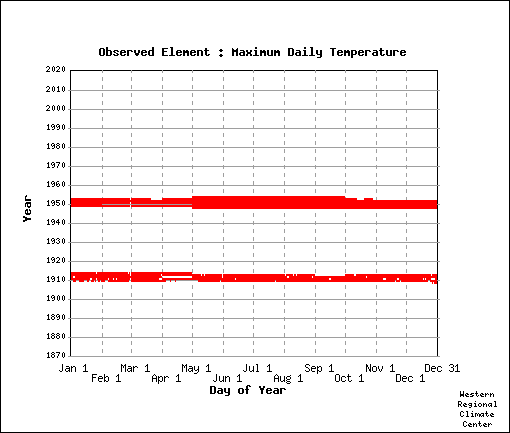 Observed Element : Maximum Daily Temperature
2020
2010
2000
1990
1980
1970
1960
1950
1940
1930
1920
1910
1900
1890
1880
1870
Year
Jan 1 Mar 1 May 1 Jul 1 Sep 1 Nov 1 Dec 31
Feb 1 Apr 1 Jun 1 Aug 1 Oct 1 Dec 1
Day of Year
Western
Regional
Climate
Center